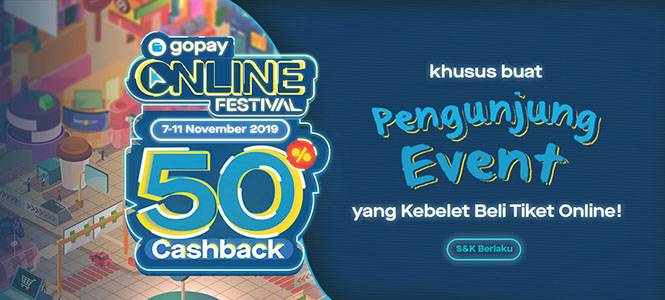 gopay
ONLINE
FESTIVAL
7-11 November 2019
50%
Cashback
khusus buat
Pengunjung
Event
yang Kebelet Beli Tiket Online!
S&K Berlaku